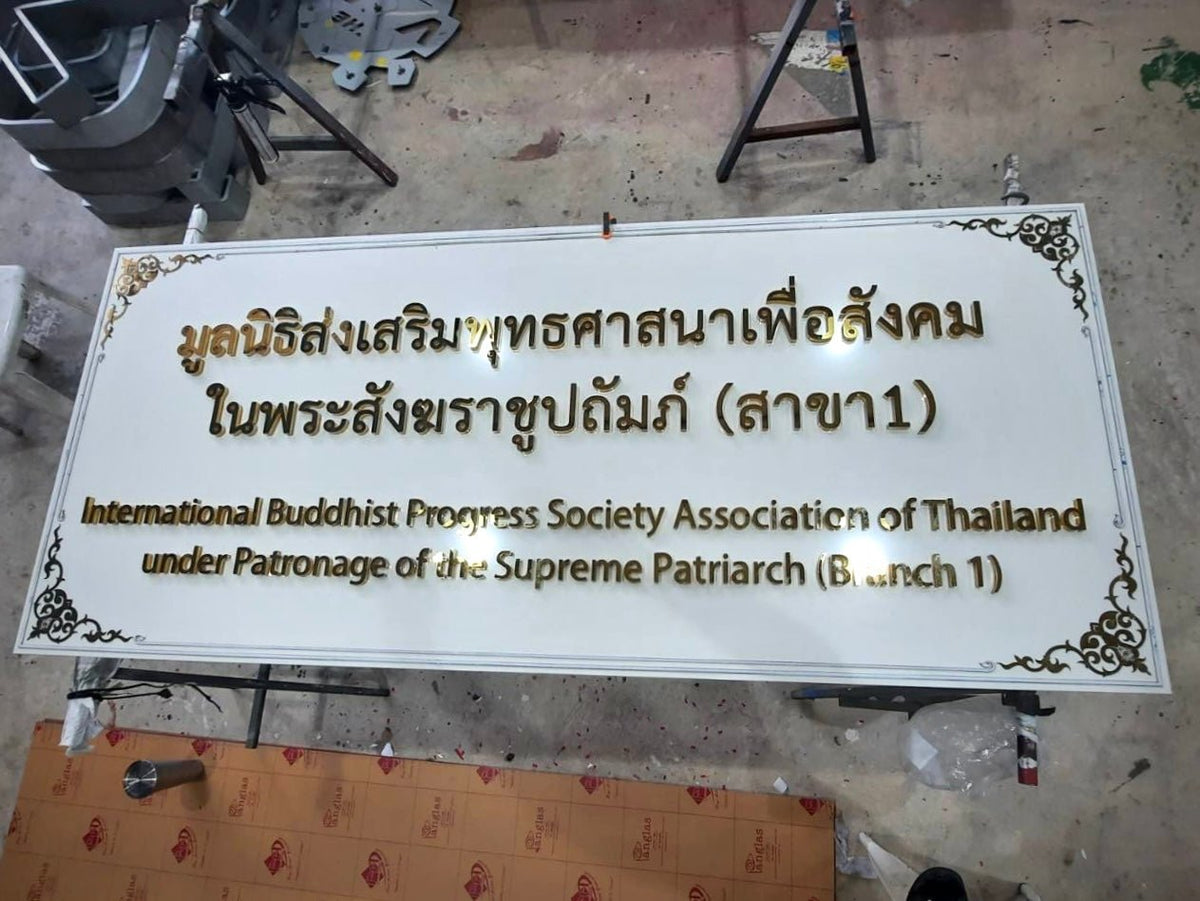 มูลนิธิส่งเสริมพุทธศาสนาเพื่อสังคม
ในพระสังฆราชูปถัมภ์ (สาขา1)
International Buddhist Progress Society Association of Thailand
under Patronage of the Supreme Patriarch (Branch 1)
Panglas